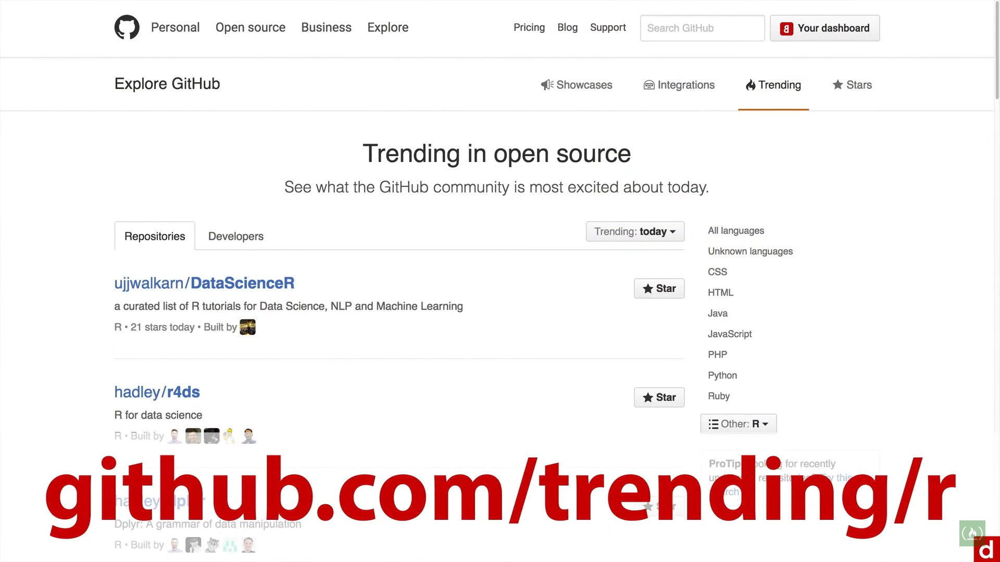 Personal Open source Business Explore Pricing Blog Support Search GitHub Your dashboard
Explore GitHub Showcases Integrations Trending Stars
Trending in open source
See what the GitHub community is most excited about today.
Repositories Developers Trending: today
ujjwalkarn/DataScienceR Star
a curated list of R tutorials for Data Science, NLP and Machine Learning
R • 21 stars today • Built by
hadley/r4ds Star
R for data science
R • Built by
All languages
Unknown languages
CSS
HTML
Java
JavaScript
PHP
Python
Ruby
Other: R
ProTip for recently
Try this
github.com/trending/r
Dplyr: A grammar of data manipulation
R • Built by
d